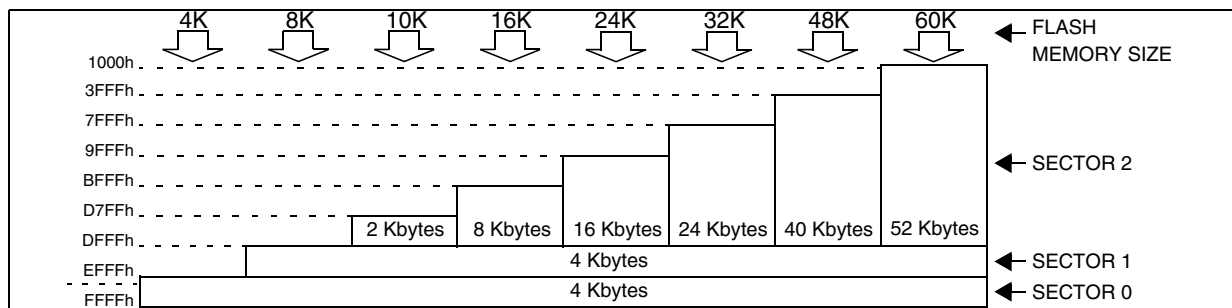 4K 8K 10K 16K 24K 32K 48K 60K
FLASH
MEMORY SIZE
1000h
3FFFh
7FFFh
9FFFh
SECTOR 2
BFFFh
D7FFh
2 Kbytes 8 Kbytes 16 Kbytes 24 Kbytes 40 Kbytes 52 Kbytes
DFFFh
4 Kbytes
SECTOR 1
EFFFh
4 Kbytes
SECTOR 0
FFFFh